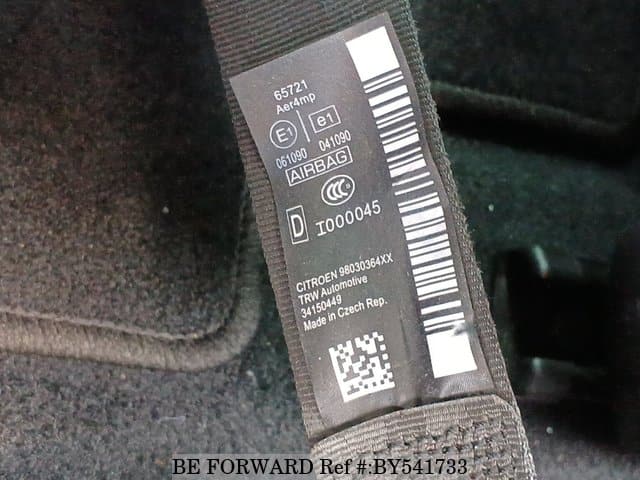 65721
Aer4mp
E1 e1
061090 041090
AIRBAG
CCC
D I000045
CITROEN 98030364XX
TRW Automotive
34150449
Made in Czech Rep.
BE FORWARD Ref #:BY541733